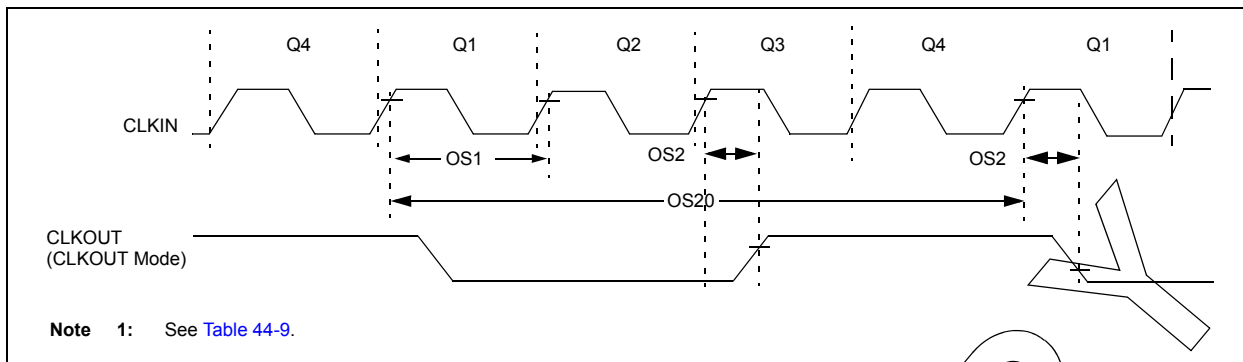 Q4 Q1 Q2 Q3 Q4 Q1
CLKIN
OS1 OS2 OS2
OS20
CLKOUT
(CLKOUT Mode)
Note 1: See Table 44-9.